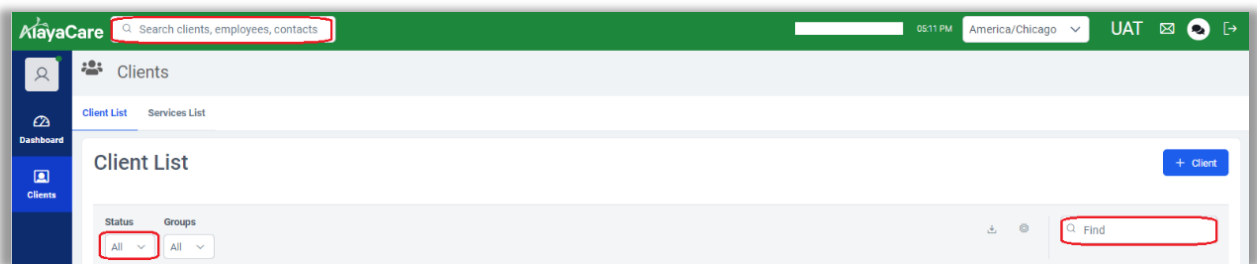 AlayaCare Search clients, employees, contacts 05:11 PM America/Chicago UAT
Clients
Client List Services List
Dashboard
Client List
+ Client
Clients
Status Groups
All All Find